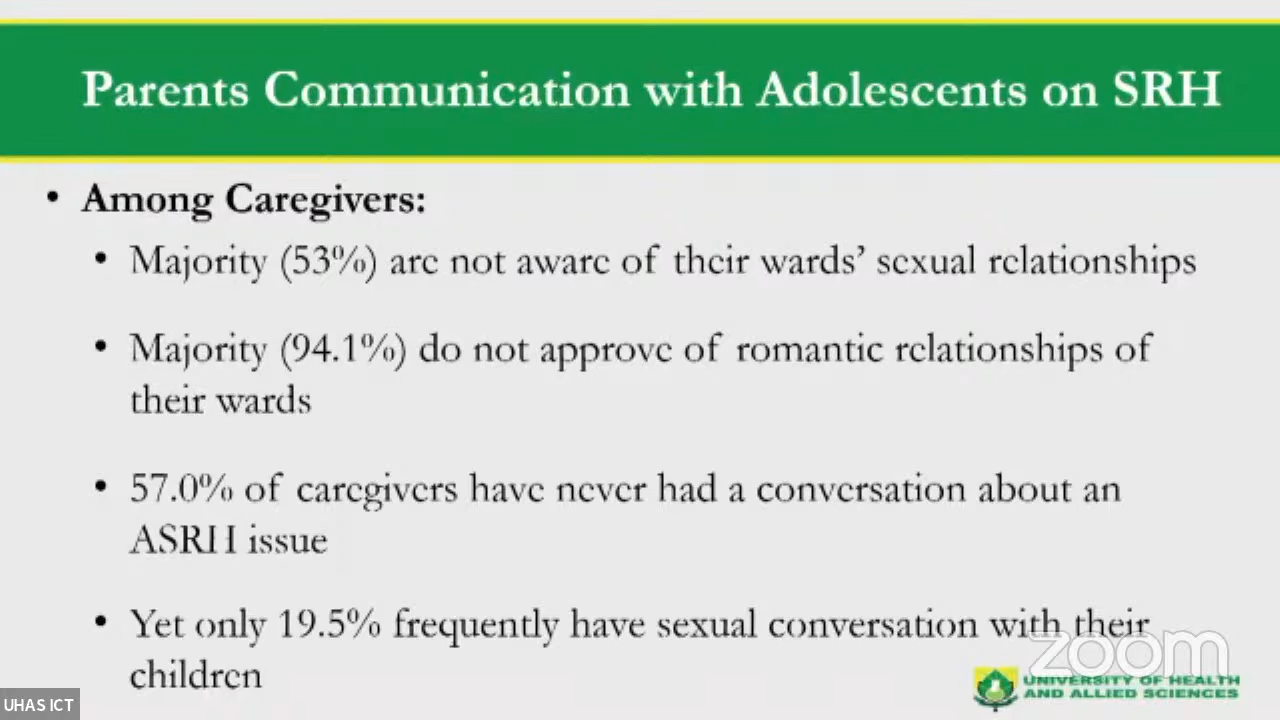 Parents Communication with Adolescents on SRH
• Among Caregivers:
• Majority (53%) are not aware of their wards’ sexual relationships
• Majority (94.1%) do not approve of romantic relationships of
their wards
• 57.0% of caregivers have never had a conversation about an
ASRH issue
• Yet only 19.5% frequently have sexual conversation with their
children
zoom
UNIVERSITY OF HEALTH
AND ALLIED SCIENCES
UHAS ICT